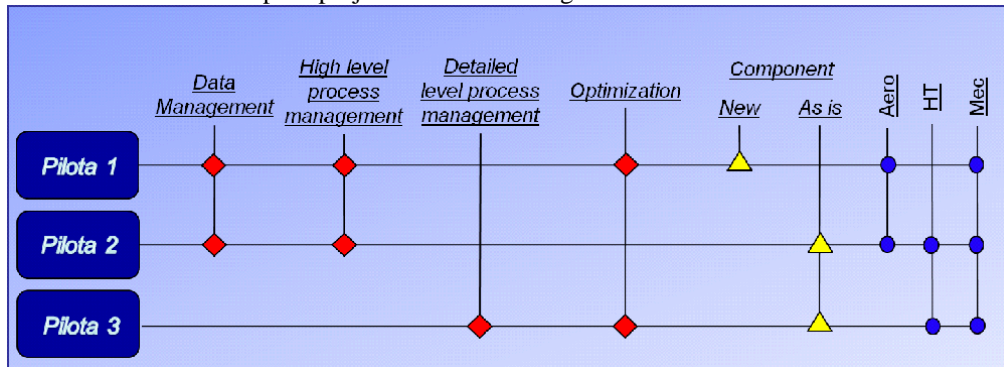 Data
Management
High level
process
management
Detailed
level process
management
Optimization
Component
New
As is
Aero
HT
Mec
Pilota 1
Pilota 2
Pilota 3